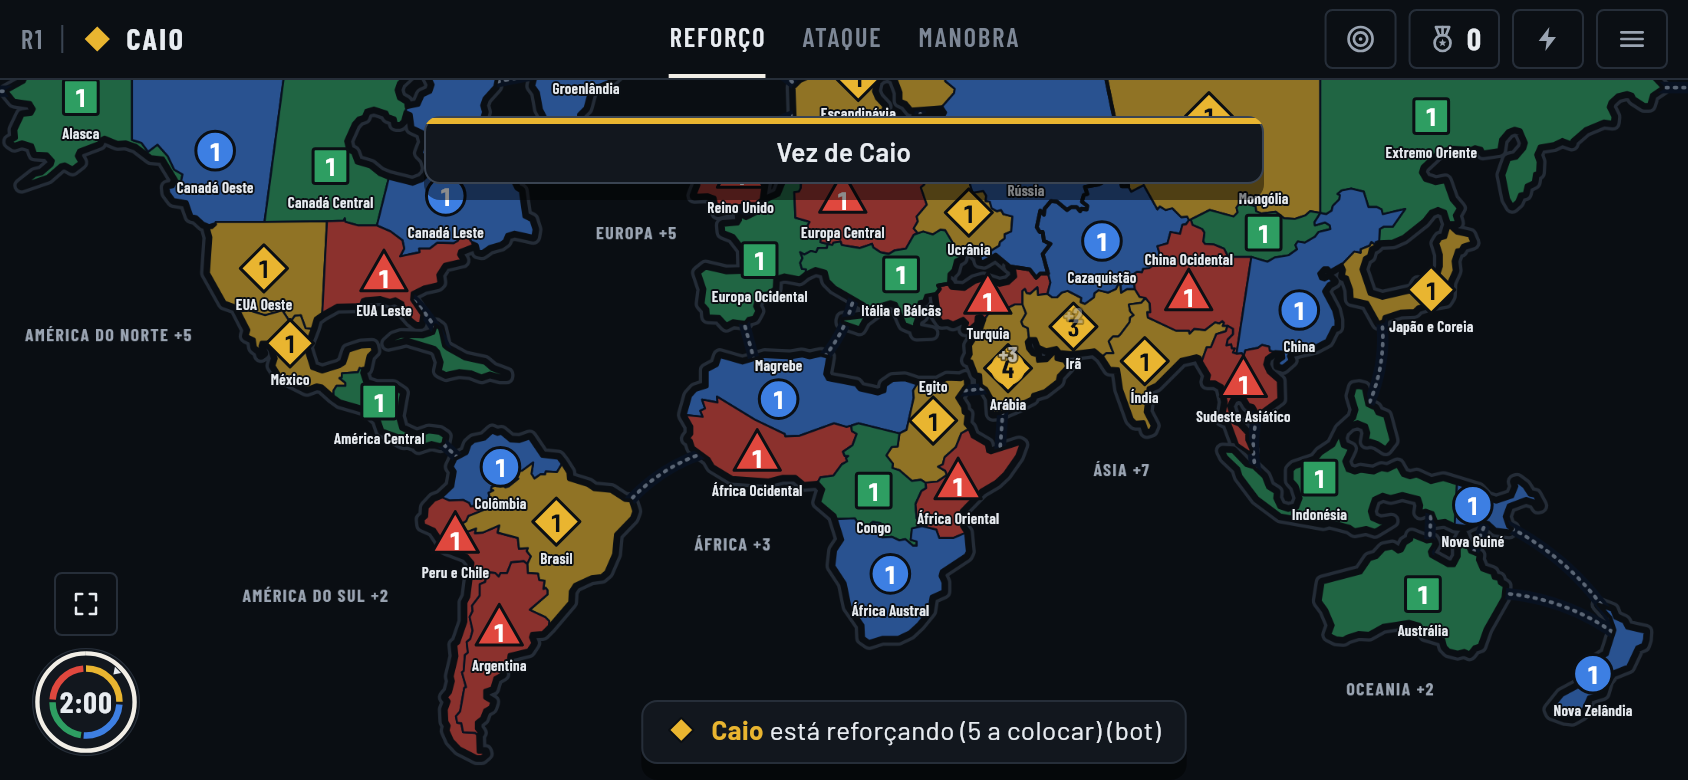 R1 CAIO REFORÇO ATAQUE MANOBRA 0
Groenlândia
1
Alasca
1
Canadá Oeste
1
Canadá Central
1
Canadá Leste
Escandinávia
1
1
1
Extremo Oriente
Vez de Caio
Reino Unido
1
Europa Central
Rússia
1
Ucrânia
Mongólia
1
EUROPA +5
1
EUA Oeste
1
EUA Leste
1
Europa Ocidental
1
Itália e Bálcãs
1
Cazaquistão
China Ocidental
1
1
China
1
Japão e Coreia
AMÉRICA DO NORTE +5
1
México
1
Turquia
3
Irã
+3
4
Arábia
1
Índia
1
Sudeste Asiático
1
América Central
Magrebe
1
Egito
1
1
África Ocidental
1
Congo
1
África Oriental
ÁSIA +7
1
Colômbia
1
Brasil
1
Peru e Chile
ÁFRICA +3
1
Indonésia
1
Nova Guiné
AMÉRICA DO SUL +2
1
África Austral
1
Austrália
1
Argentina
OCEANIA +2
1
Nova Zelândia
2:00
Caio está reforçando (5 a colocar) (bot)